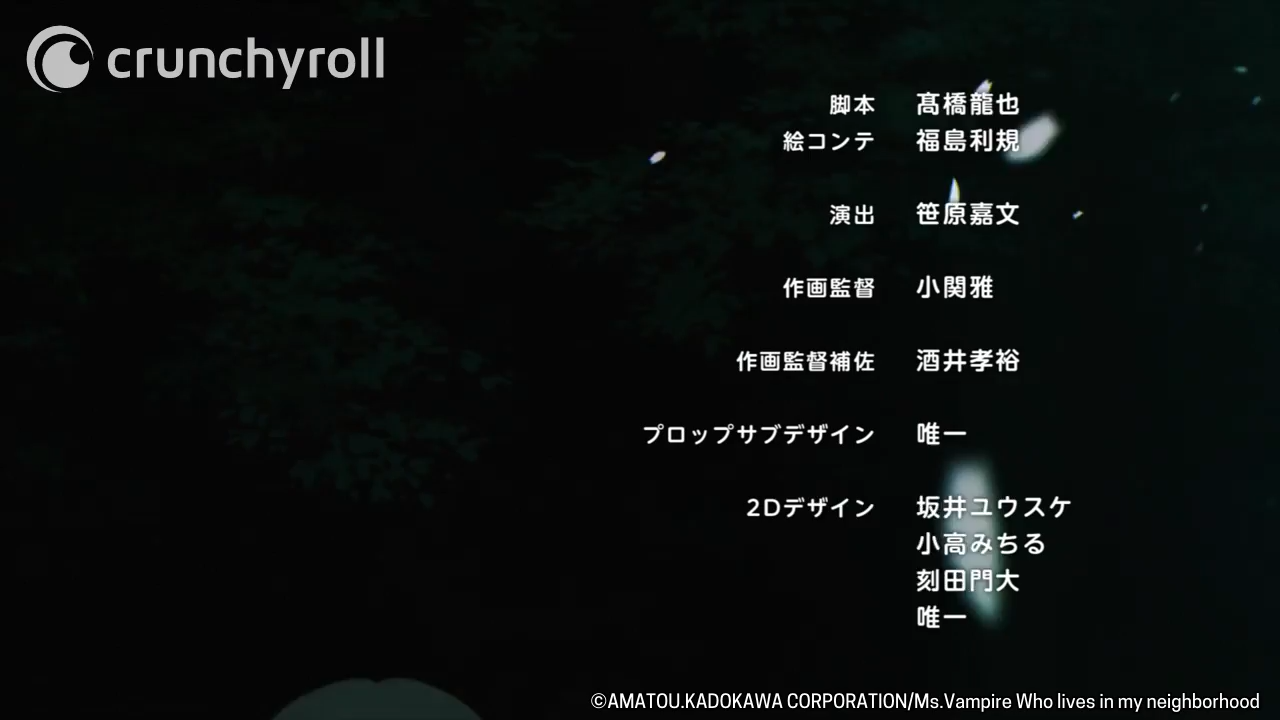 crunchyroll
脚本 髙橋龍也
絵コンテ 福島利規
演出 笹原嘉文
作画監督 小関雅
作画監督補佐 酒井孝裕
プロップサブデザイン 唯一
2Dデザイン 坂井ユウスケ
小高みちる
刻田門大
唯一
©AMATOU.KADOKAWA CORPORATION/Ms.Vampire Who lives in my neighborhood